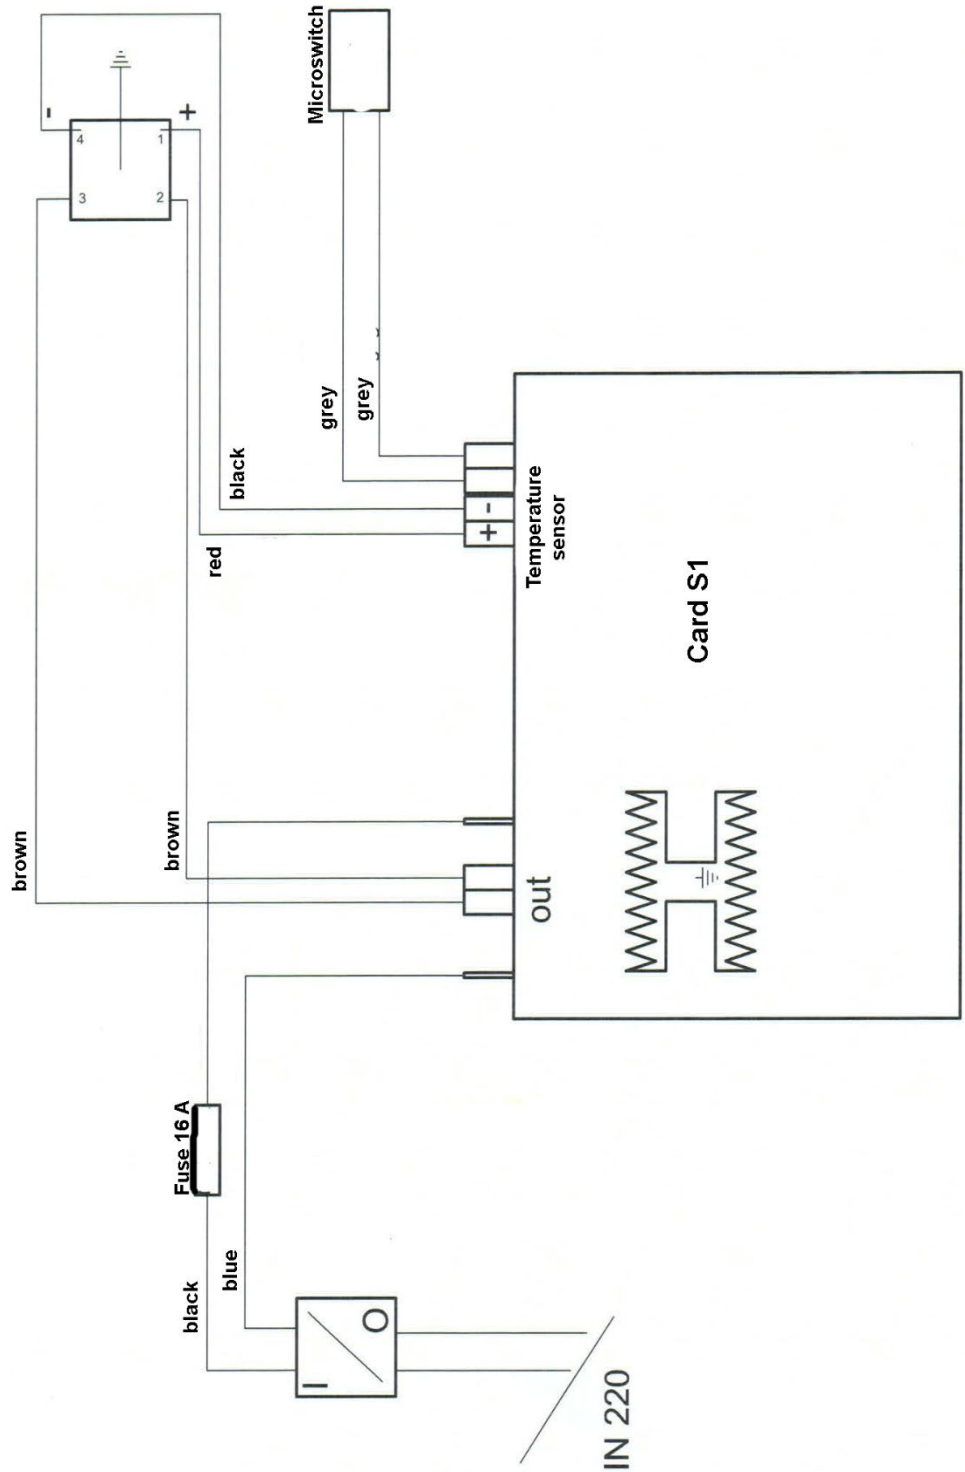 -
+
4
1
3
2
Microswitch
grey
grey
black
red
-
+
Temperature
sensor
Card S1
brown
brown
out
Fuse 16 A
black
blue
I
O
IN 220